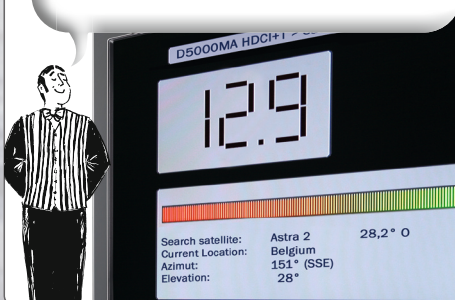 D5000MA HDCI+T
12.9
Search satellite: Astra 2 28,2° O
Current Location: Belgium
Azimut: 151° (SSE)
Elevation: 28°